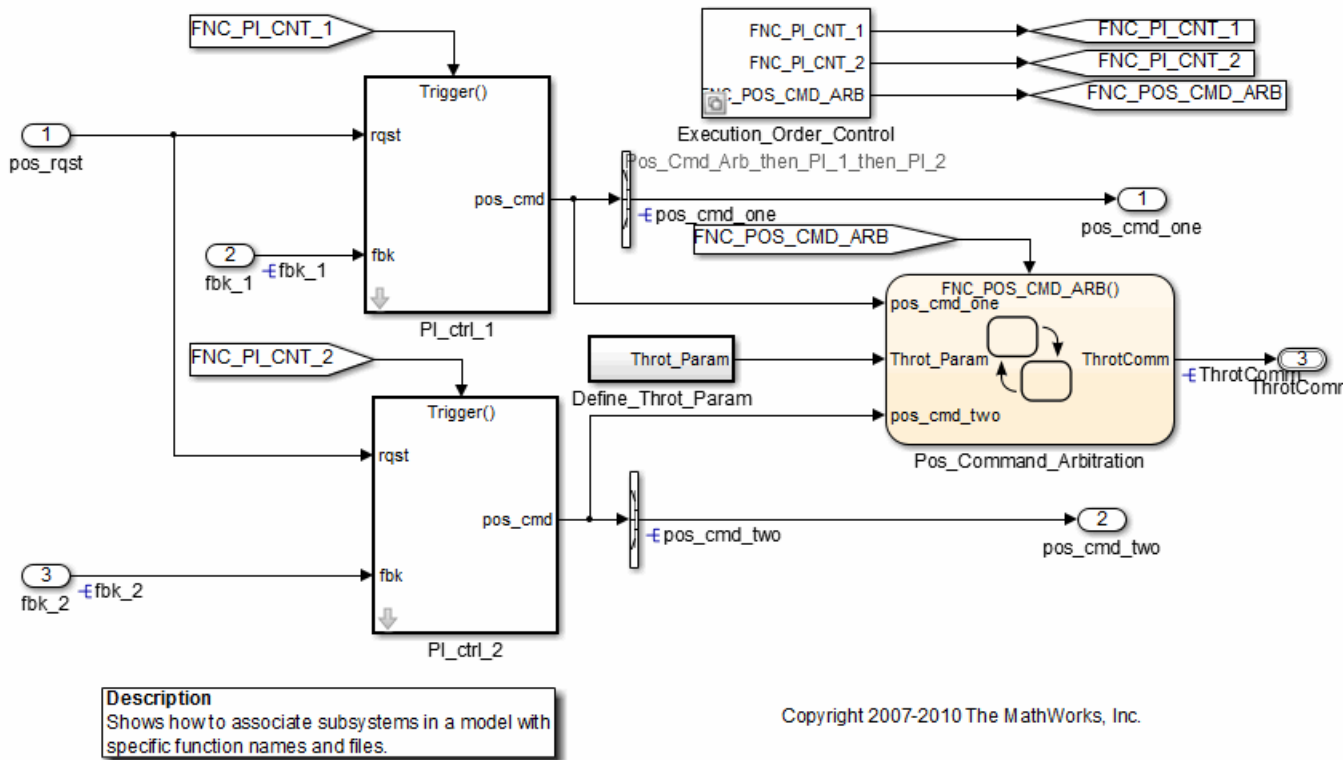 FNC_PI_CNT_1
FNC_PI_CNT_1
FNC_PI_CNT_1
FNC_PI_CNT_2
FNC_PI_CNT_2
FNC_POS_CMD_ARB
FNC_POS_CMD_ARB
Execution_Order_Control
Pos_Cmd_Arb_then_PI_1_then_PI_2
Trigger()
1
rqst
pos_rqst
pos_cmd
pos_cmd_one
1
pos_cmd_one
2
fbk_1
fbk_1
fbk
PI_ctrl_1
FNC_POS_CMD_ARB
FNC_POS_CMD_ARB()
pos_cmd_one
Throt_Param
ThrotComm
pos_cmd_two
Pos_Command_Arbitration
ThrotComm
3
ThrotComm
Throt_Param
Define_Throt_Param
FNC_PI_CNT_2
Trigger()
rqst
pos_cmd
pos_cmd_two
2
pos_cmd_two
3
fbk_2
fbk_2
fbk
PI_ctrl_2
Description
Shows how to associate subsystems in a model with
specific function names and files.
Copyright 2007-2010 The MathWorks, Inc.